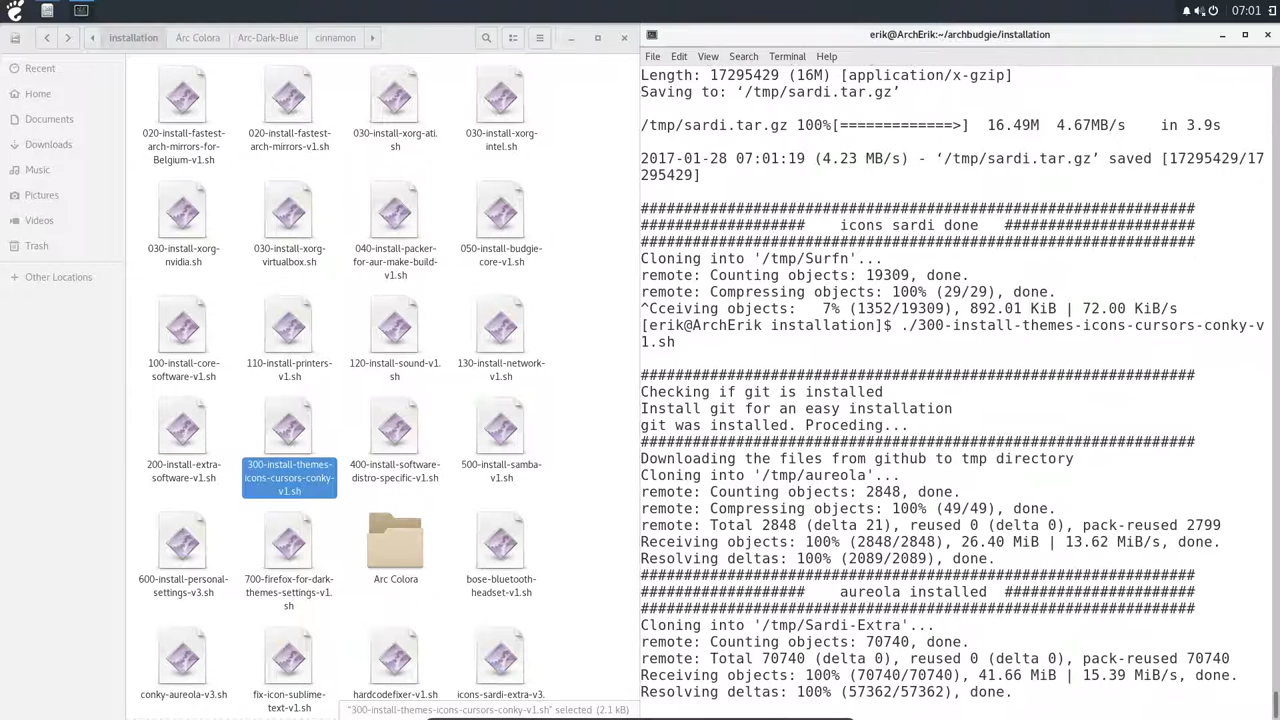 07:01
installation
Arc Colora
Arc-Dark-Blue
cinnamon
Recent
Home
Documents
Downloads
Music
Pictures
Videos
Trash
Other Locations
020-install-fastest-
arch-mirrors-for-
Belgium-v1.sh
020-install-fastest-
arch-mirrors-v1.sh
030-install-xorg-ati.
sh
030-install-xorg-
intel.sh
030-install-xorg-
nvidia.sh
030-install-xorg-
virtualbox.sh
040-install-packer-
for-aur-make-build-
v1.sh
050-install-budgie-
core-v1.sh
100-install-core-
software-v1.sh
110-install-printers-
v1.sh
120-install-sound-v1.
sh
130-install-network-
v1.sh
200-install-extra-
software-v1.sh
300-install-themes-
icons-cursors-conky-
v1.sh
400-install-software-
distro-specific-v1.sh
500-install-samba-
v1.sh
600-install-personal-
settings-v3.sh
700-firefox-for-dark-
themes-settings-v1.
sh
Arc Colora
bose-bluetooth-
headset-v1.sh
conky-aureola-v3.sh
fix-icon-sublime-
text-v1.sh
hardcodefixer-v1.sh
icons-sardi-extra-v3.
"300-install-themes-icons-cursors-conky-v1.sh" selected (2.1 kB)
erik@ArchErik:~/archbudgie/installation
File Edit View Search Terminal Help
Length: 17295429 (16M) [application/x-gzip]
Saving to: ‘/tmp/sardi.tar.gz’
/tmp/sardi.tar.gz 100%[=============>] 16.49M 4.67MB/s in 3.9s
2017-01-28 07:01:19 (4.23 MB/s) - ‘/tmp/sardi.tar.gz’ saved [17295429/17
295429]
################################################################
################### icons sardi done ######################
################################################################
Cloning into '/tmp/Surfn'...
remote: Counting objects: 19309, done.
remote: Compressing objects: 100% (29/29), done.
^Cceiving objects: 7% (1352/19309), 892.01 KiB | 72.00 KiB/s
[erik@ArchErik installation]$ ./300-install-themes-icons-cursors-conky-v
1.sh
################################################################
Checking if git is installed
Install git for an easy installation
git was installed. Proceding...
################################################################
Downloading the files from github to tmp directory
Cloning into '/tmp/aureola'...
remote: Counting objects: 2848, done.
remote: Compressing objects: 100% (49/49), done.
remote: Total 2848 (delta 21), reused 0 (delta 0), pack-reused 2799
Receiving objects: 100% (2848/2848), 26.40 MiB | 13.62 MiB/s, done.
Resolving deltas: 100% (2089/2089), done.
################################################################
################### aureola installed ######################
################################################################
Cloning into '/tmp/Sardi-Extra'...
remote: Counting objects: 70740, done.
remote: Total 70740 (delta 0), reused 0 (delta 0), pack-reused 70740
Receiving objects: 100% (70740/70740), 41.66 MiB | 15.39 MiB/s, done.
Resolving deltas: 100% (57362/57362), done.